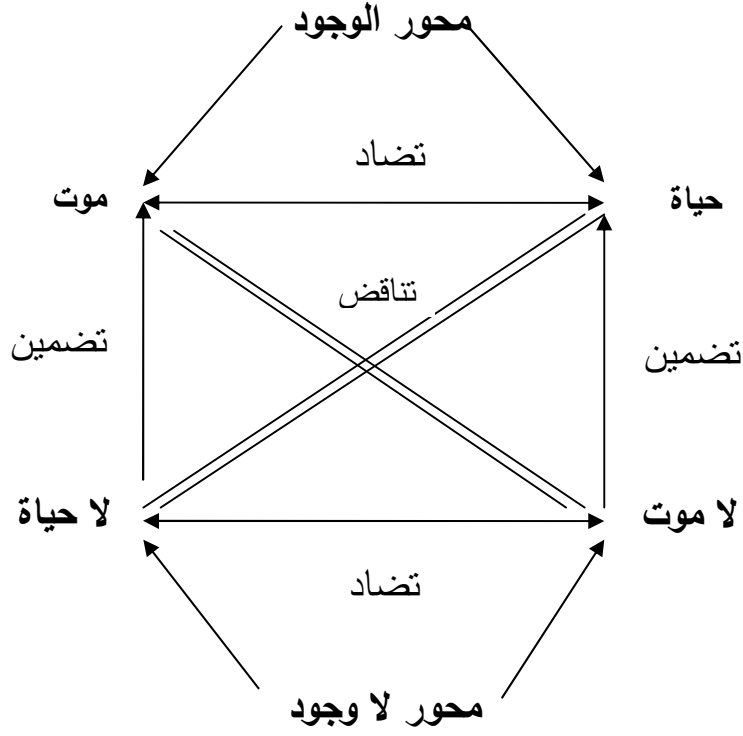 محور الوجود
تضاد
حياة
موت
تناقض
تضمين
تضمين
لا موت
لا حياة
تضاد
محور لا وجود